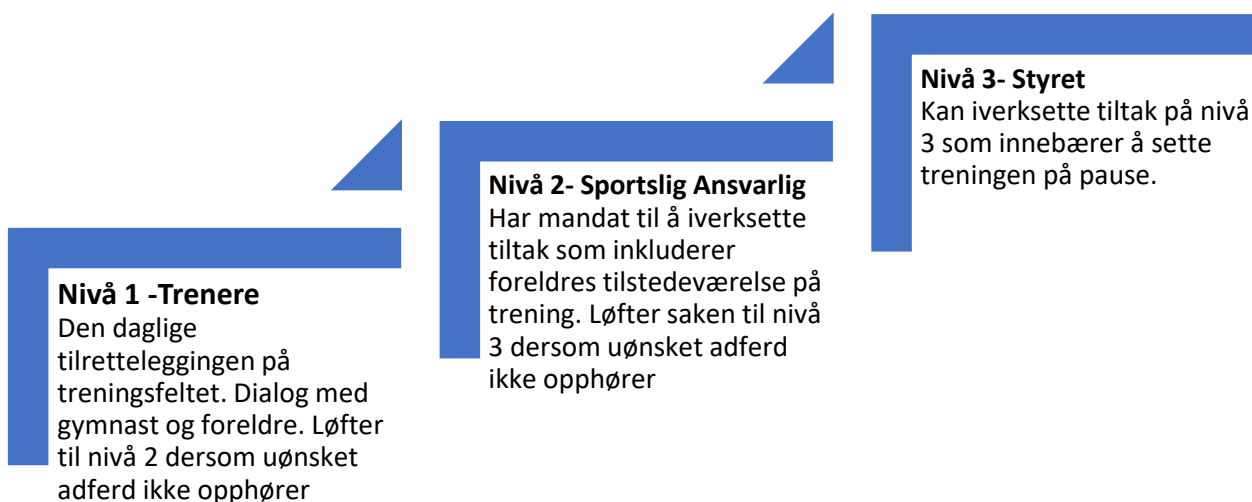 Nivå 1 -Trenere
Den daglige
tilretteleggingen på
treningsfeltet. Dialog med
gymnast og foreldre. Løfter
til nivå 2 dersom uønsket
adferd ikke opphører
Nivå 2- Sportslig Ansvarlig
Har mandat til å iverksette
tiltak som inkluderer
foreldres tilstedeværelse på
trening. Løfter saken til nivå
3 dersom uønsket adferd
ikke opphører
Nivå 3- Styret
Kan iverksette tiltak på nivå
3 som innebærer å sette
treningen på pause.